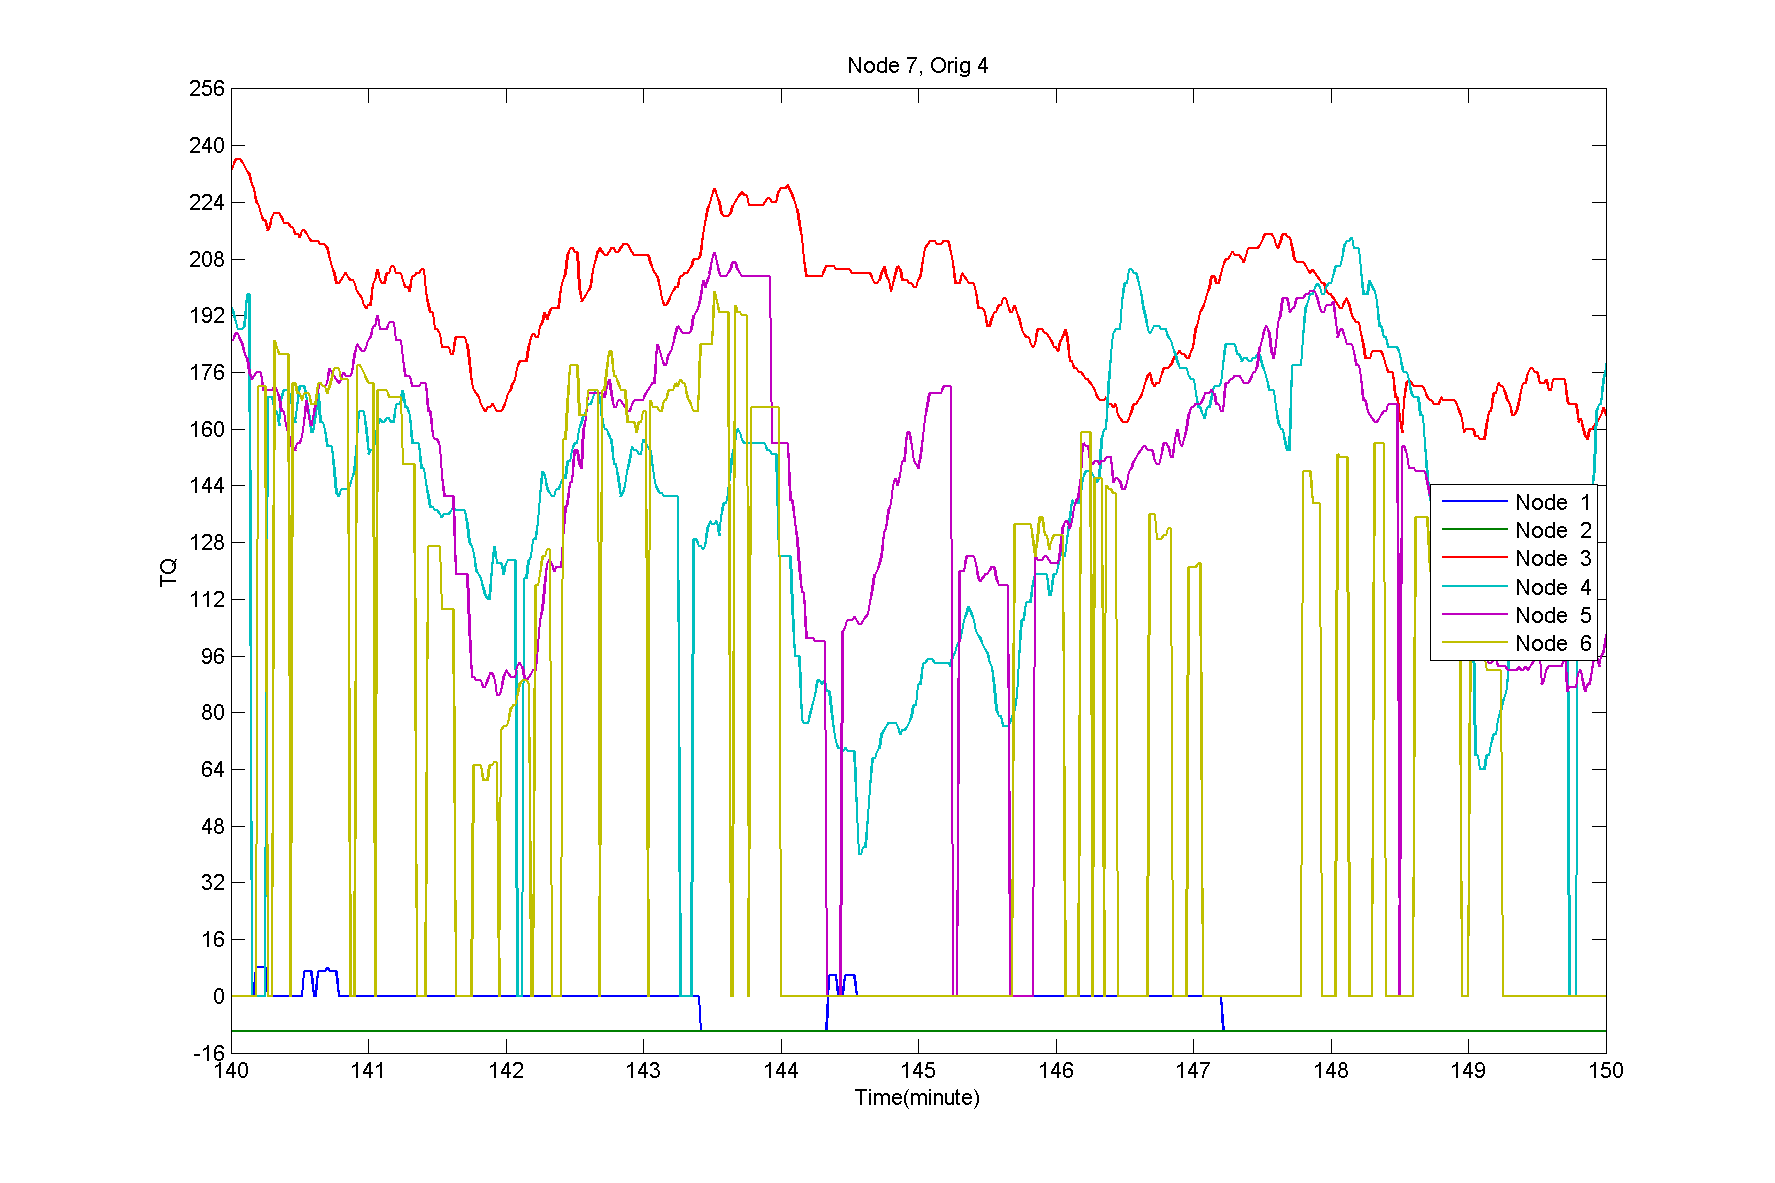 Node 7, Orig 4
256
240
224
208
192
176
160
144
128
112
96
80
64
48
32
16
0
-16
TQ
Node 1
Node 2
Node 3
Node 4
Node 5
Node 6
140 141 142 143 144 145 146 147 148 149 150
Time(minute)